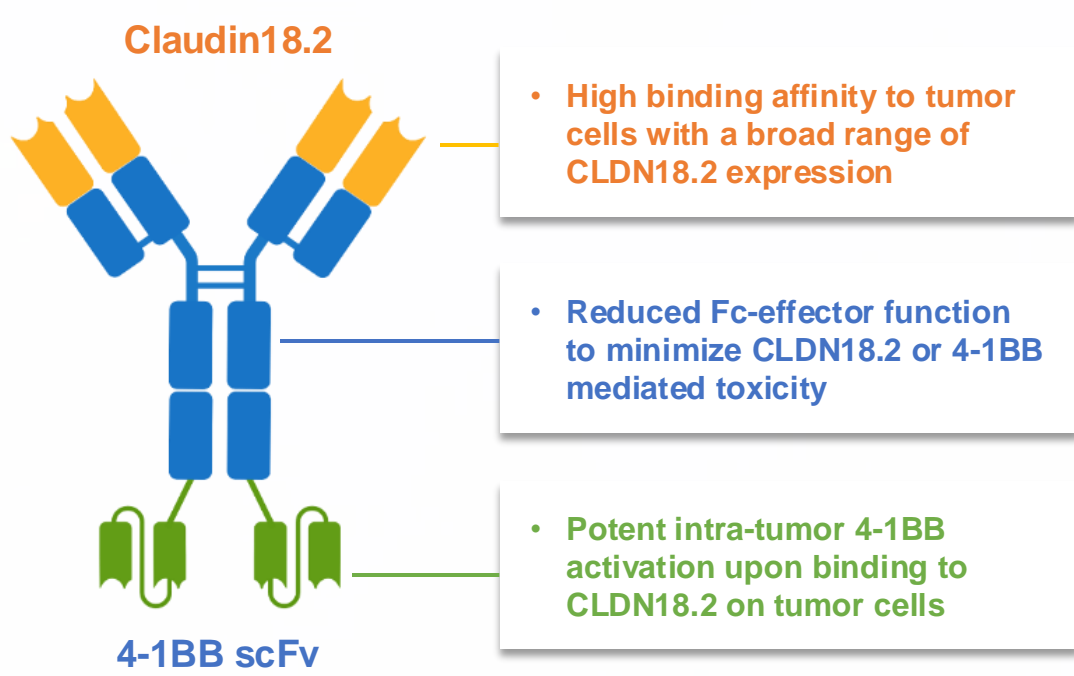 Claudin18.2
• High binding affinity to tumor
cells with a broad range of
CLDN18.2 expression
• Reduced Fc-effector function
to minimize CLDN18.2 or 4-1BB
mediated toxicity
• Potent intra-tumor 4-1BB
activation upon binding to
CLDN18.2 on tumor cells
4-1BB scFv